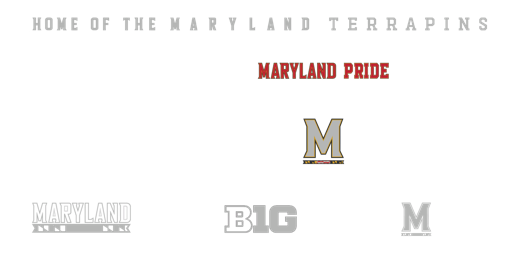 HOME OF THE MARYLAND TERRAPINS
MARYLAND PRIDE
M
MARYLAND B1G M